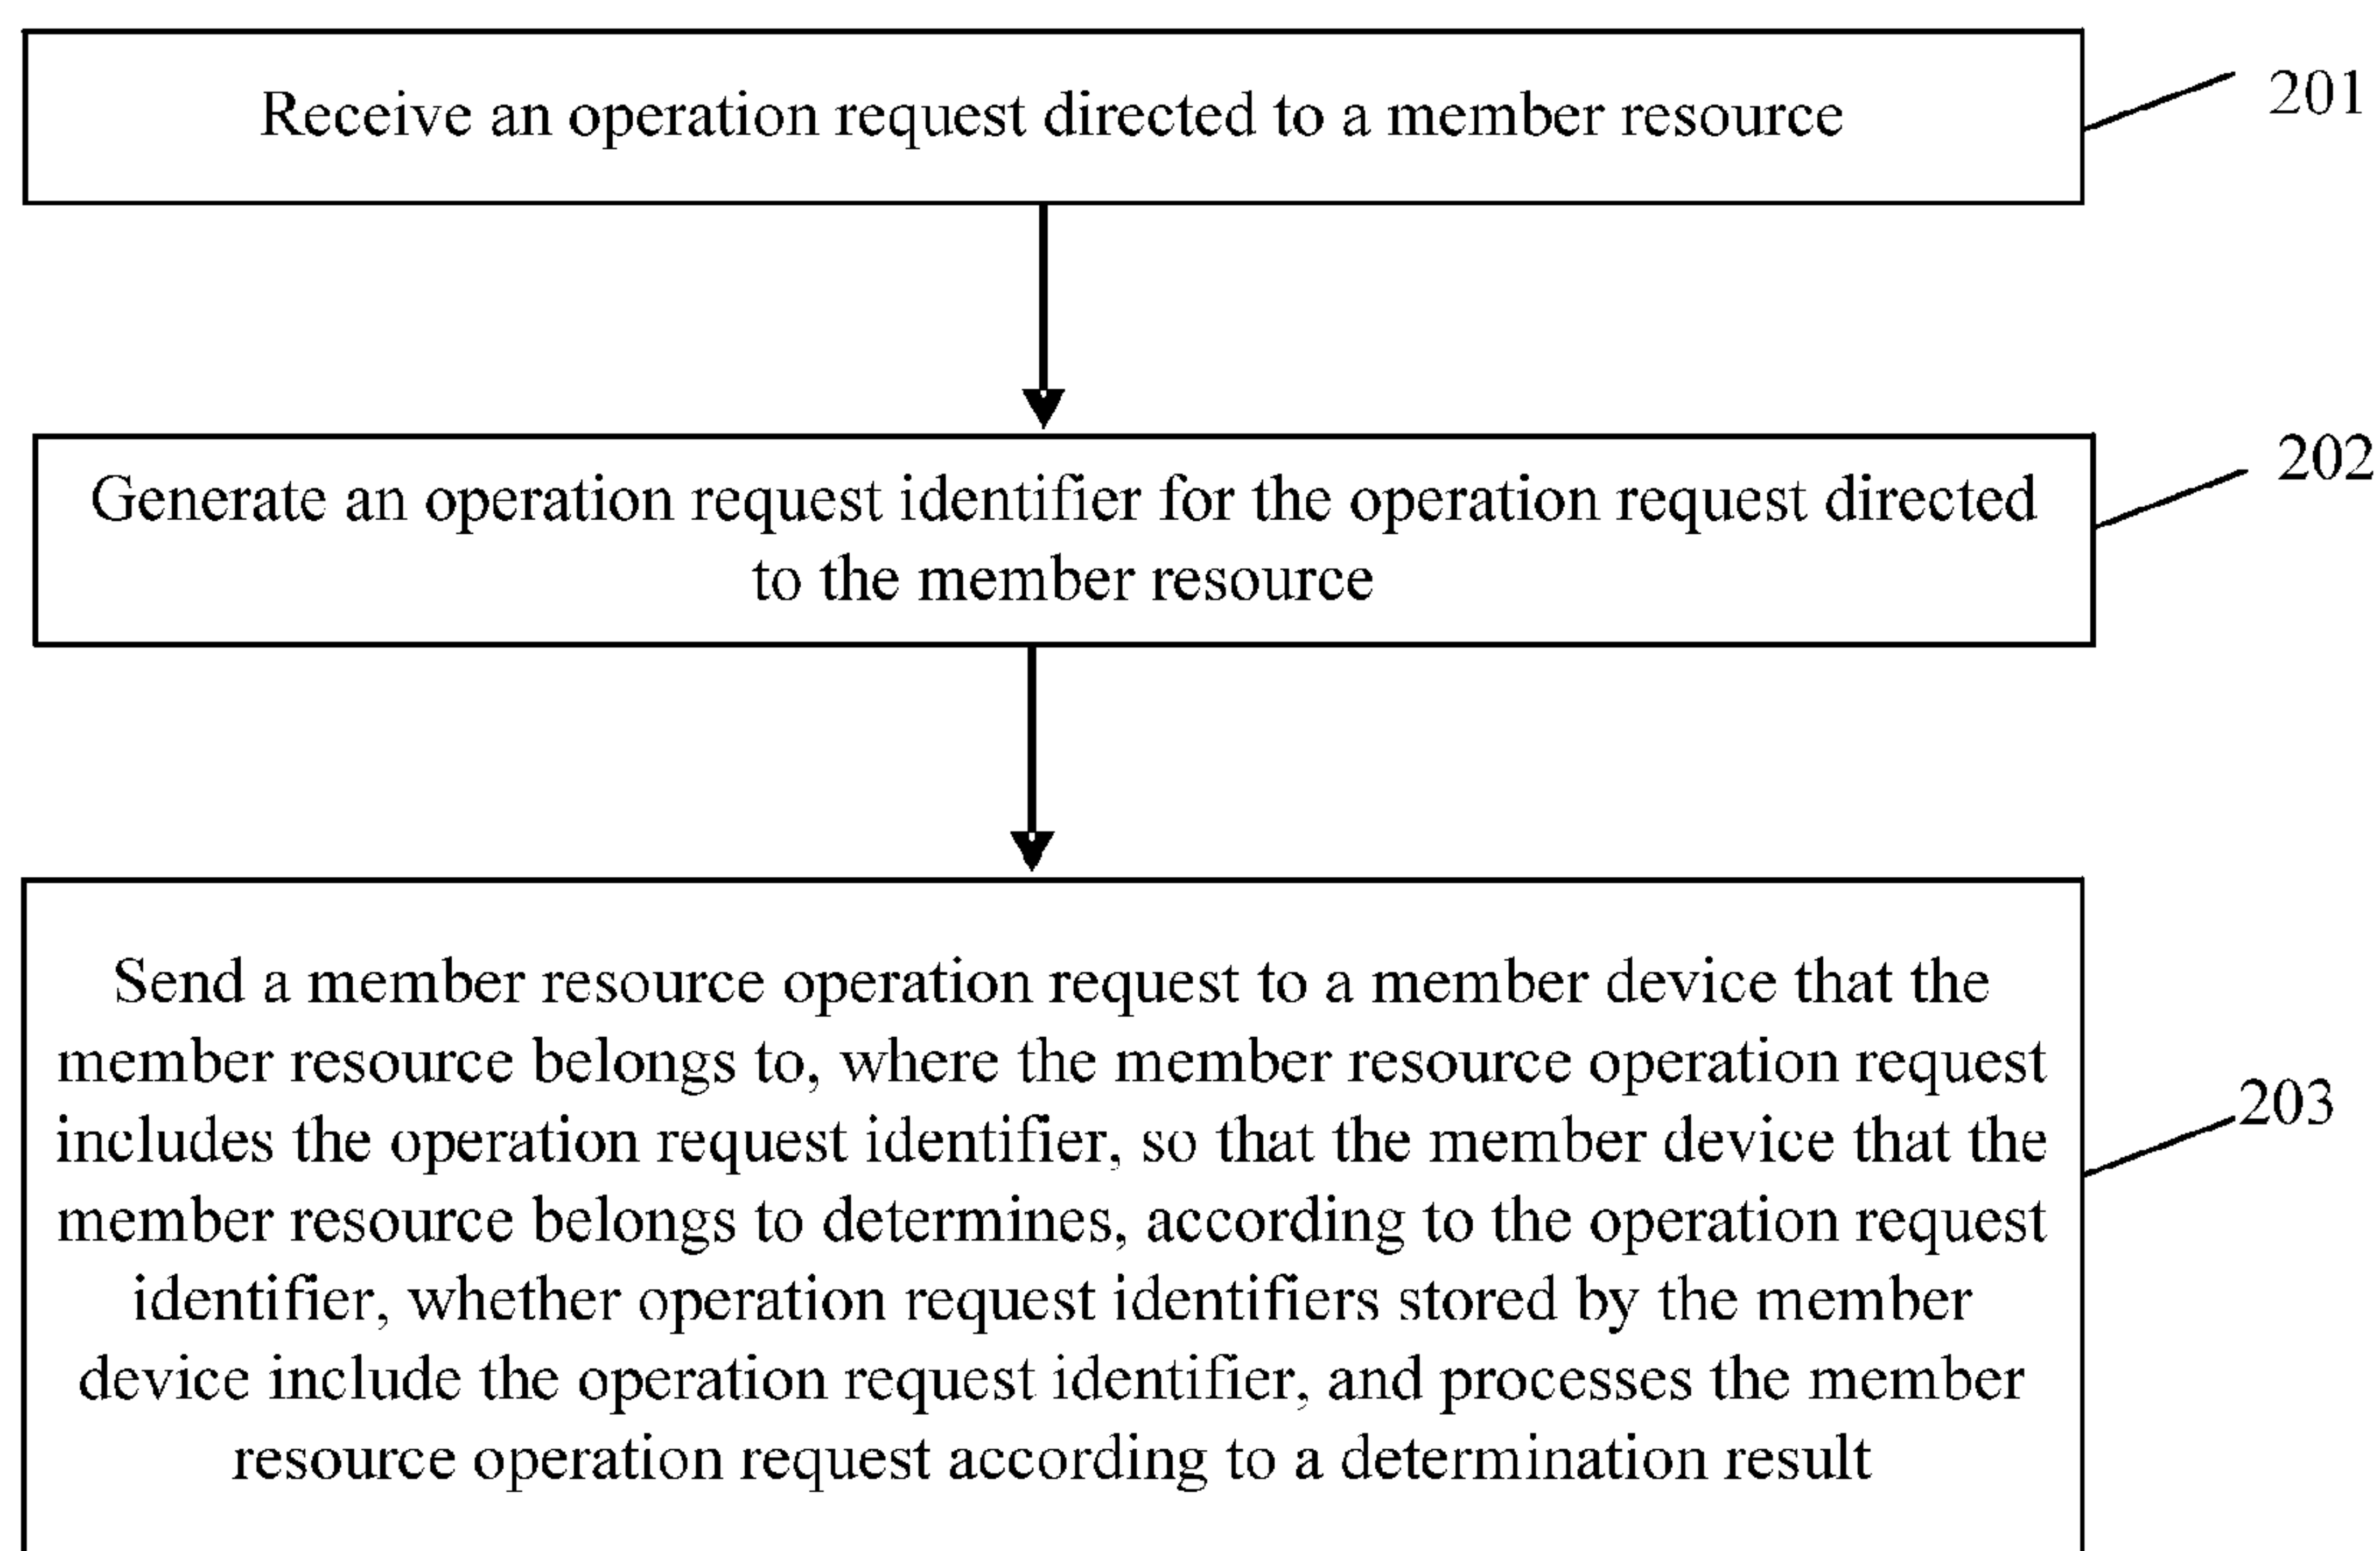 Receive an operation request directed to a member resource
201
Generate an operation request identifier for the operation request directed
to the member resource
202
Send a member resource operation request to a member device that the
member resource belongs to, where the member resource operation request
includes the operation request identifier, so that the member device that the
member resource belongs to determines, according to the operation request
identifier, whether operation request identifiers stored by the member
device include the operation request identifier, and processes the member
resource operation request according to a determination result
203